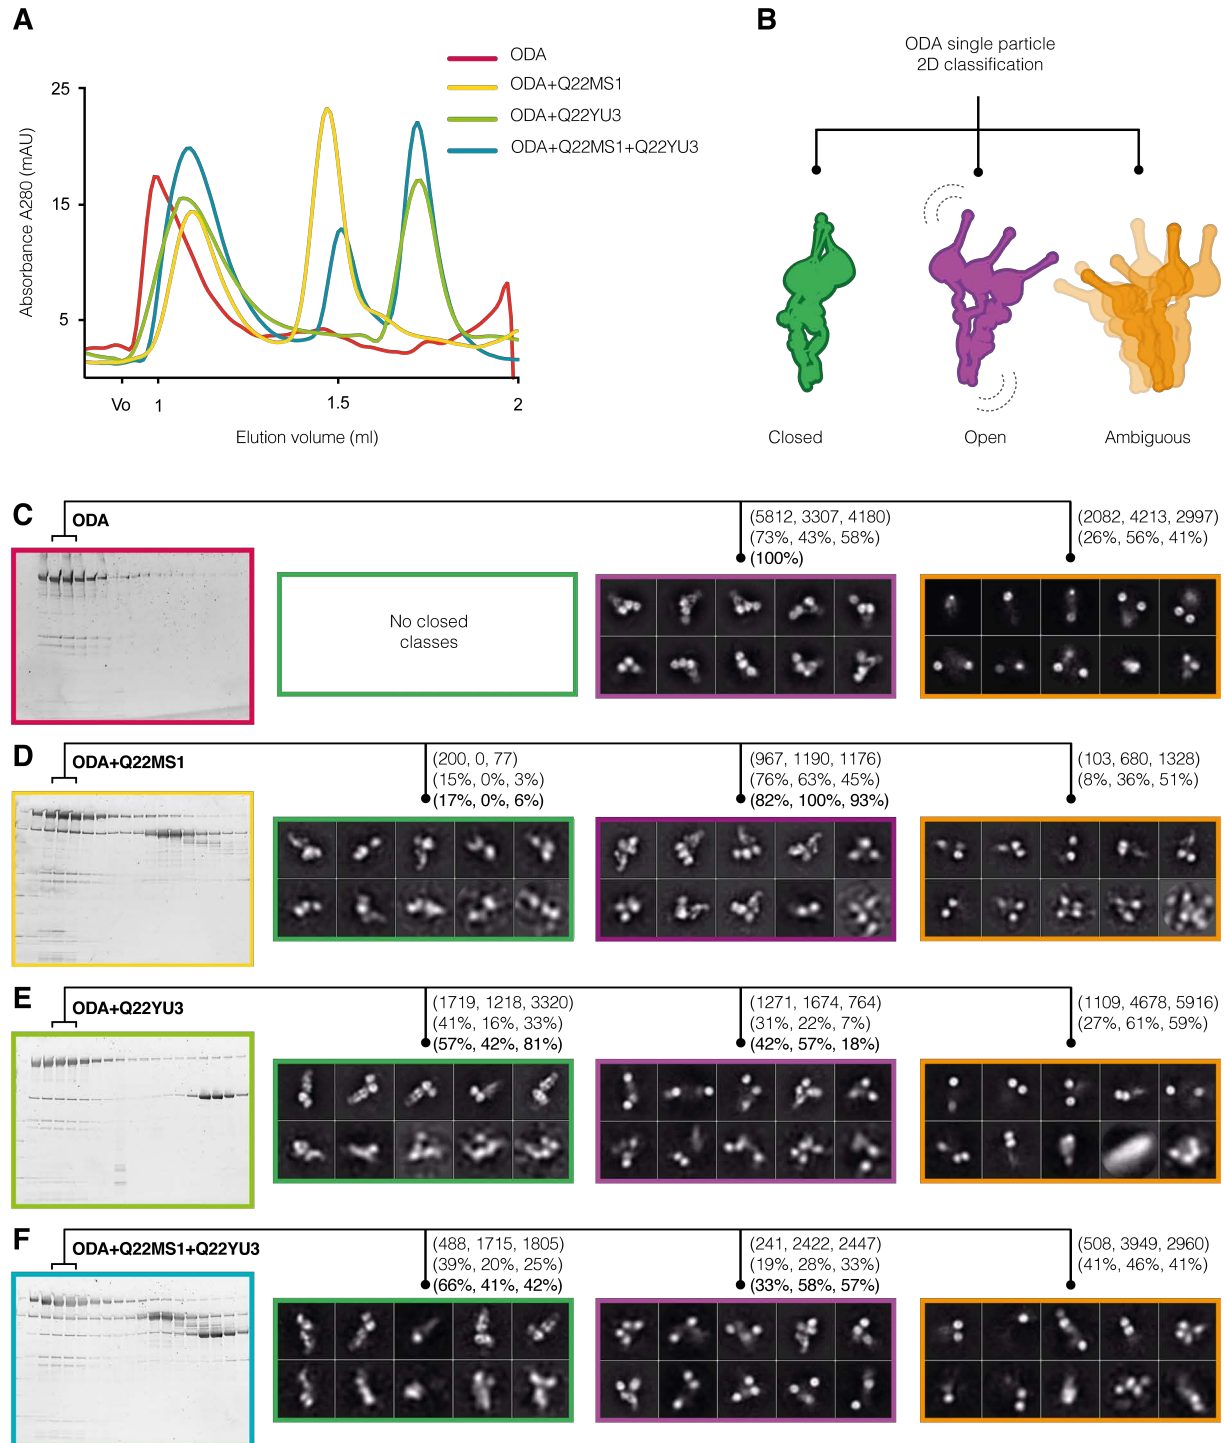 A
ODA
ODA+Q22MS1
ODA+Q22YU3
ODA+Q22MS1+Q22YU3
25
15
5
Absorbance A280 (mAU)
Vo
1
1.5
2
Elution volume (ml)
B
ODA single particle
2D classification
Closed
Open
Ambiguous
C
ODA
No closed
classes
(5812, 3307, 4180)
(73%, 43%, 58%)
(100%)
(2082, 4213, 2997)
(26%, 56%, 41%)
D
ODA+Q22MS1
(200, 0, 77)
(15%, 0%, 3%)
(17%, 0%, 6%)
(967, 1190, 1176)
(76%, 63%, 45%)
(82%, 100%, 93%)
(103, 680, 1328)
(8%, 36%, 51%)
E
ODA+Q22YU3
(1719, 1218, 3320)
(41%, 16%, 33%)
(57%, 42%, 81%)
(1271, 1674, 764)
(31%, 22%, 7%)
(42%, 57%, 18%)
(1109, 4678, 5916)
(27%, 61%, 59%)
F
ODA+Q22MS1+Q22YU3
(488, 1715, 1805)
(39%, 20%, 25%)
(66%, 41%, 42%)
(241, 2422, 2447)
(19%, 28%, 33%)
(33%, 58%, 57%)
(508, 3949, 2960)
(41%, 46%, 41%)